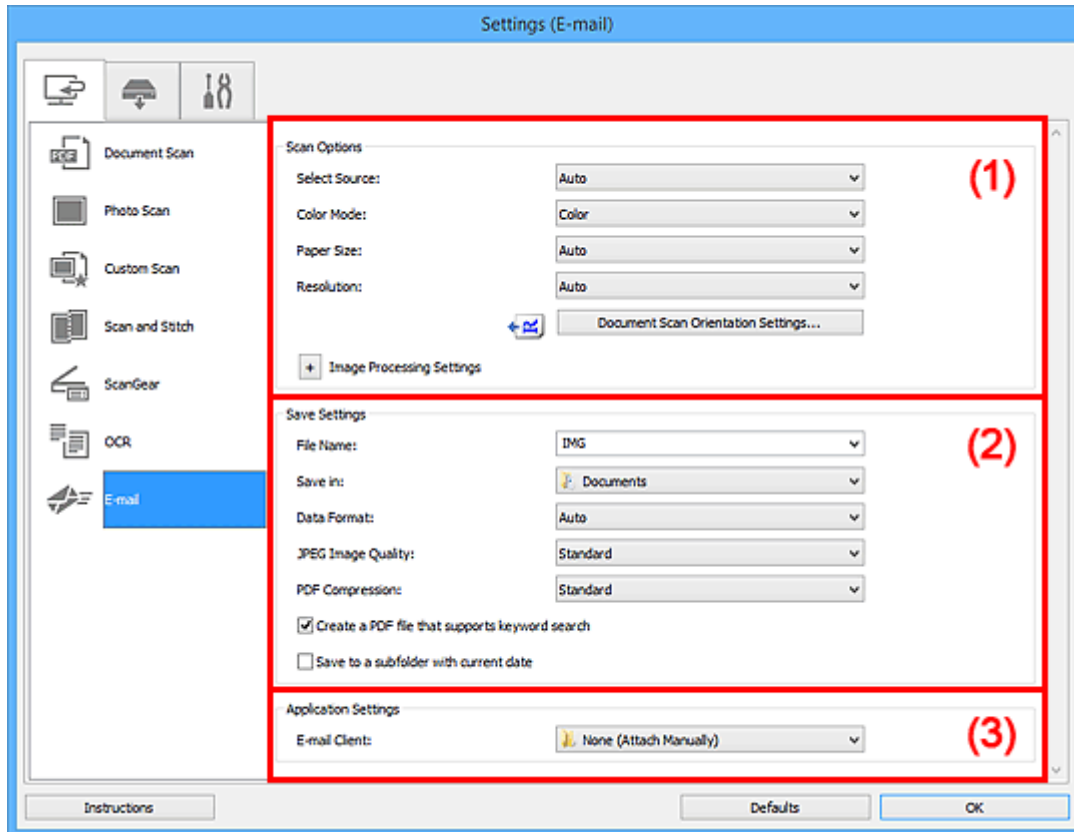 Settings (E-mail)
Document Scan
Photo Scan
Custom Scan
Scan and Stitch
ScanGear
OCR
E-mail
Scan Options
(1)
Select Source: Auto
Color Mode: Color
Paper Size: Auto
Resolution: Auto
Document Scan Orientation Settings...
+ Image Processing Settings
Save Settings
(2)
File Name: IMG
Save in: Documents
Data Format: Auto
JPEG Image Quality: Standard
PDF Compression: Standard
Create a PDF file that supports keyword search
Save to a subfolder with current date
Application Settings
(3)
E-mail Client: None (Attach Manually)
Instructions Defaults OK